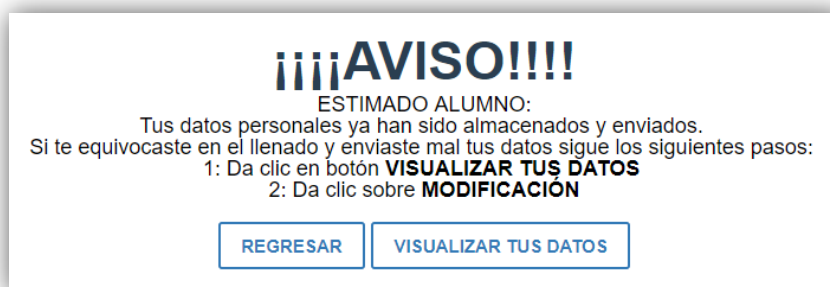 ¡¡¡¡AVISO!!!!
ESTIMADO ALUMNO:
Tus datos personales ya han sido almacenados y enviados.
Si te equivocaste en el llenado y enviaste mal tus datos sigue los siguientes pasos:
1: Da clic en botón VISUALIZAR TUS DATOS
2: Da clic sobre MODIFICACIÓN
REGRESAR VISUALIZAR TUS DATOS